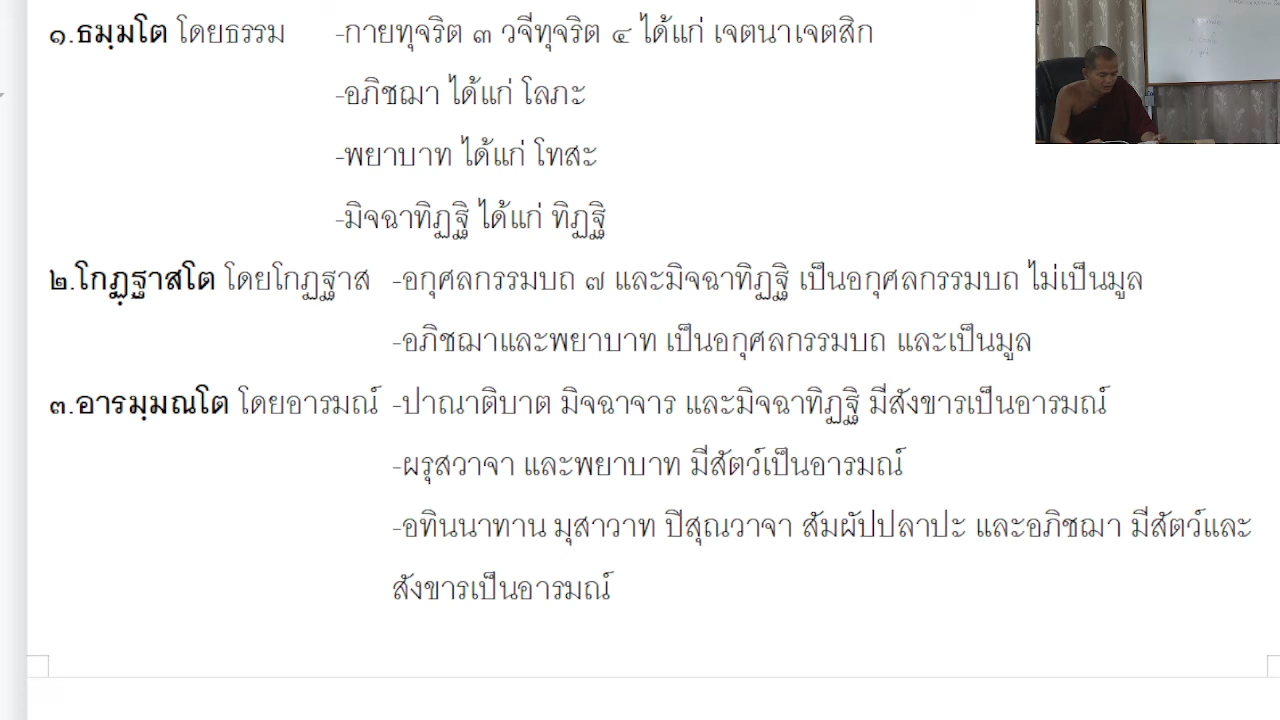 ๑.ธมฺมโต โดยธรรม -กายทุจริต ๓ วจีทุจริต ๔ ได้แก่ เจตนาเจตสิก
-อภิชฌา ได้แก่ โลภะ
-พยาบาท ได้แก่ โทสะ
-มิจฉาทิฏฐิ ได้แก่ ทิฏฐิ
๒.โกฏฺฐาสโต โดยโกฏฐาส -อกุศลกรรมบถ ๗ และมิจฉาทิฏฐิ เป็นอกุศลกรรมบถ ไม่เป็นมูล
-อภิชฌาและพยาบาท เป็นอกุศลกรรมบถ และเป็นมูล
๓.อารมฺมณโต โดยอารมณ์ -ปาณาติบาต มิจฉาจาร และมิจฉาทิฏฐิ มีสังขารเป็นอารมณ์
-ผรุสวาจา และพยาบาท มีสัตว์เป็นอารมณ์
-อทินนาทาน มุสาวาท ปิสุณวาจา สัมผัปปลาปะ และอภิชฌา มีสัตว์และ
สังขารเป็นอารมณ์